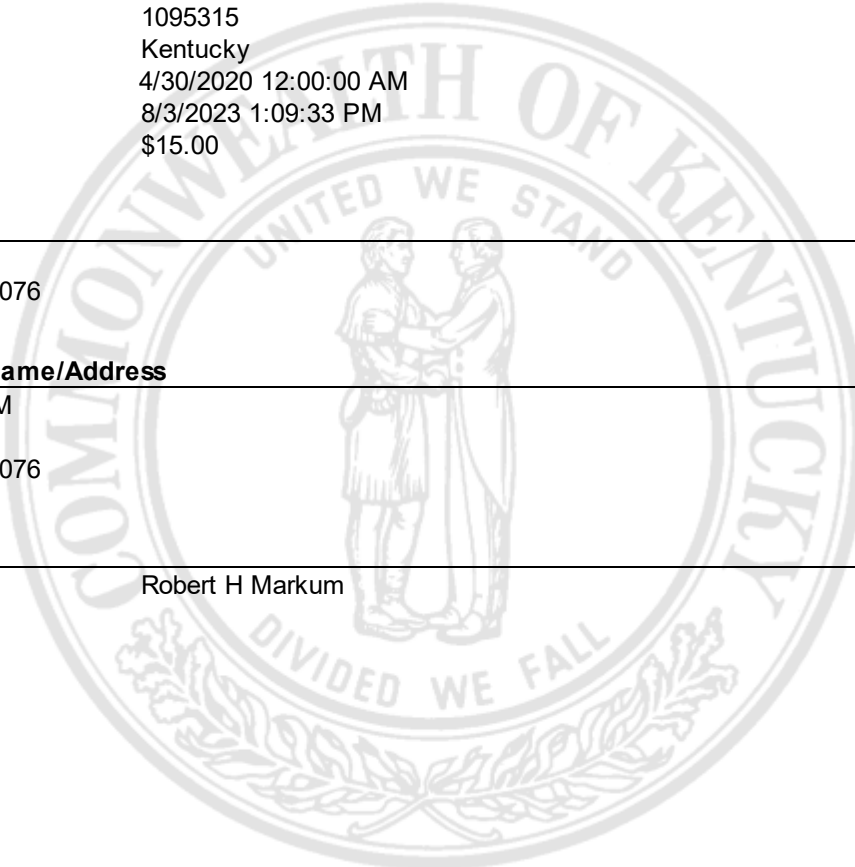 1095315
Kentucky
4/30/2020 12:00:00 AM
8/3/2023 1:09:33 PM
$15.00
COMMONWEALTH OF KENTUCKY
UNITED WE STAND
076
ame/Address
M
076
Robert H Markum
DIVIDED WE FALL